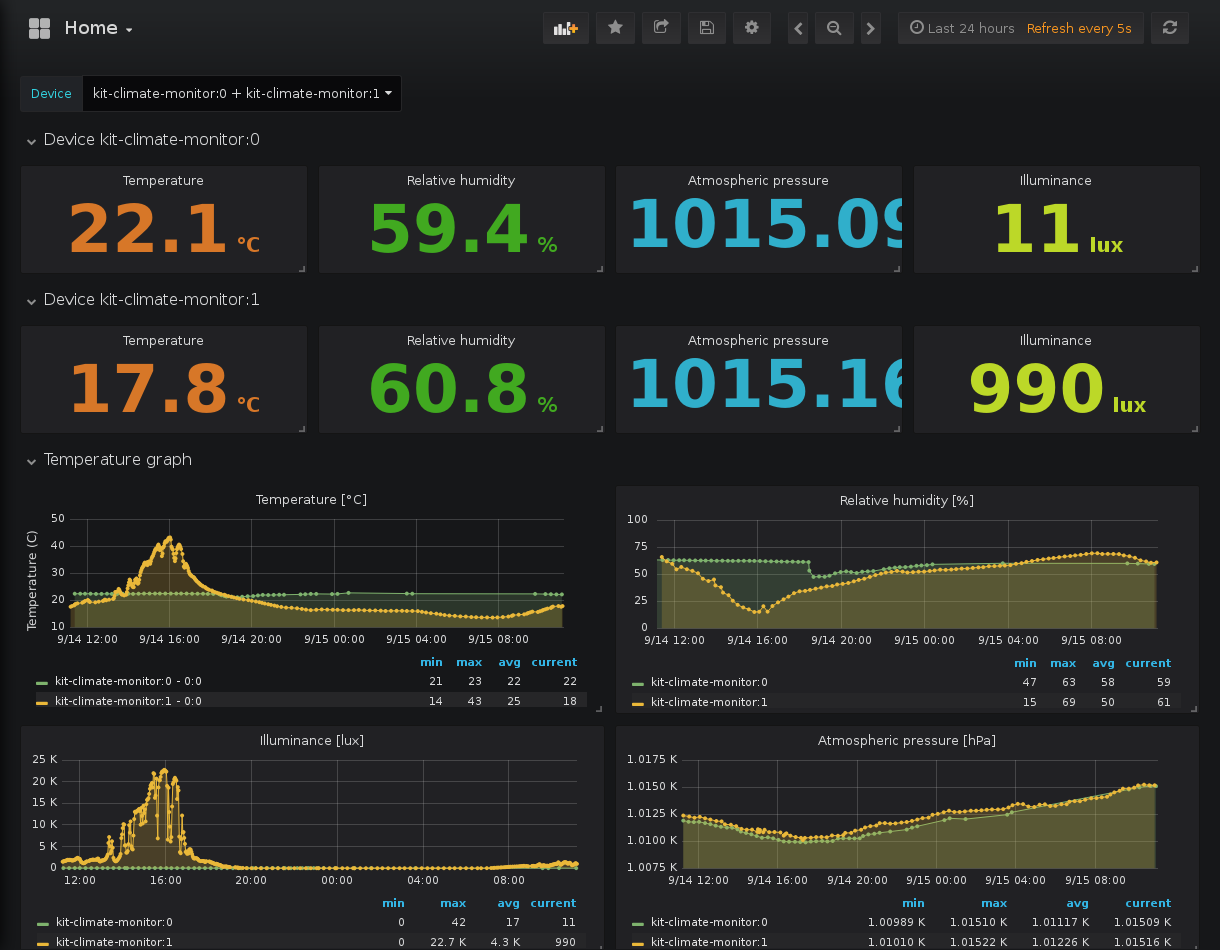 Home
Last 24 hours Refresh every 5s
Device kit-climate-monitor:0 + kit-climate-monitor:1
Device kit-climate-monitor:0
Temperature Relative humidity Atmospheric pressure Illuminance
22.1 °C 59.4 % 1015.09 11 lux
Device kit-climate-monitor:1
Temperature Relative humidity Atmospheric pressure Illuminance
17.8 °C 60.8 % 1015.16 990 lux
Temperature graph
Temperature [°C]
Temperature (C)
50
40
30
20
10
9/14 12:00 9/14 16:00 9/14 20:00 9/15 00:00 9/15 04:00 9/15 08:00
min max avg current
kit-climate-monitor:0 - 0:0 21 23 22 22
kit-climate-monitor:1 - 0:0 14 43 25 18
Relative humidity [%]
100
75
50
25
0
9/14 12:00 9/14 16:00 9/14 20:00 9/15 00:00 9/15 04:00 9/15 08:00
min max avg current
kit-climate-monitor:0 47 63 58 59
kit-climate-monitor:1 15 69 50 61
Illuminance [lux]
25 K
20 K
15 K
10 K
5 K
0
12:00 16:00 20:00 00:00 04:00 08:00
min max avg current
kit-climate-monitor:0 0 42 17 11
kit-climate-monitor:1 0 22.7 K 4.3 K 990
Atmospheric pressure [hPa]
1.0175 K
1.0150 K
1.0125 K
1.0100 K
1.0075 K
9/14 12:00 9/14 16:00 9/14 20:00 9/15 00:00 9/15 04:00 9/15 08:00
min max avg current
kit-climate-monitor:0 1.00989 K 1.01510 K 1.01117 K 1.01509 K
kit-climate-monitor:1 1.01010 K 1.01522 K 1.01226 K 1.01516 K